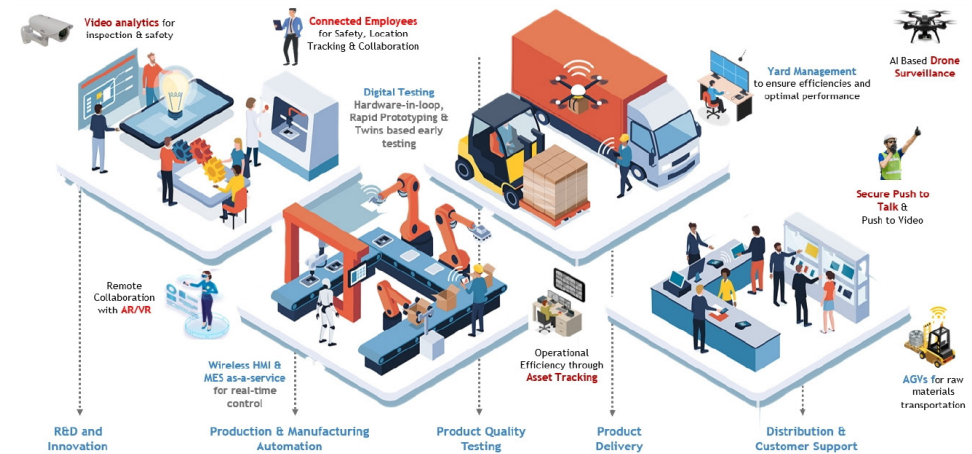 Video analytics for
inspection & safety
Connected Employees
for Safety, Location
Tracking & Collaboration
Digital Testing
Hardware-in-loop,
Rapid Prototyping &
Twins based early
testing
Yard Management
to ensure efficiencies and
optimal performance
AI Based Drone
Surveillance
Secure Push to
Talk &
Push to Video
Remote
Collaboration
with AR/VR
Wireless HMI &
MES as-a-service
for real-time
control
Operational
Efficiency through
Asset Tracking
AGVs for raw
materials
transportation
R&D and
Innovation
Production & Manufacturing
Automation
Product Quality
Testing
Product
Delivery
Distribution &
Customer Support